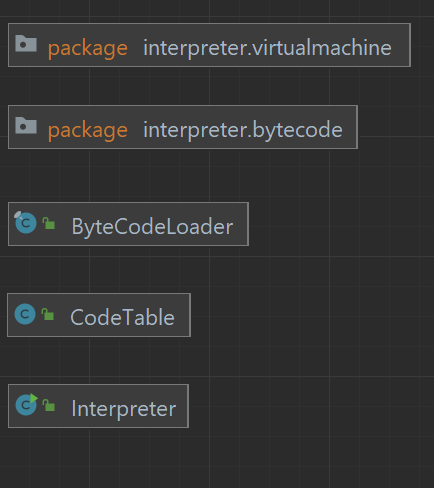 package interpreter.virtualmachine
package interpreter.bytecode
ByteCodeLoader
CodeTable
Interpreter